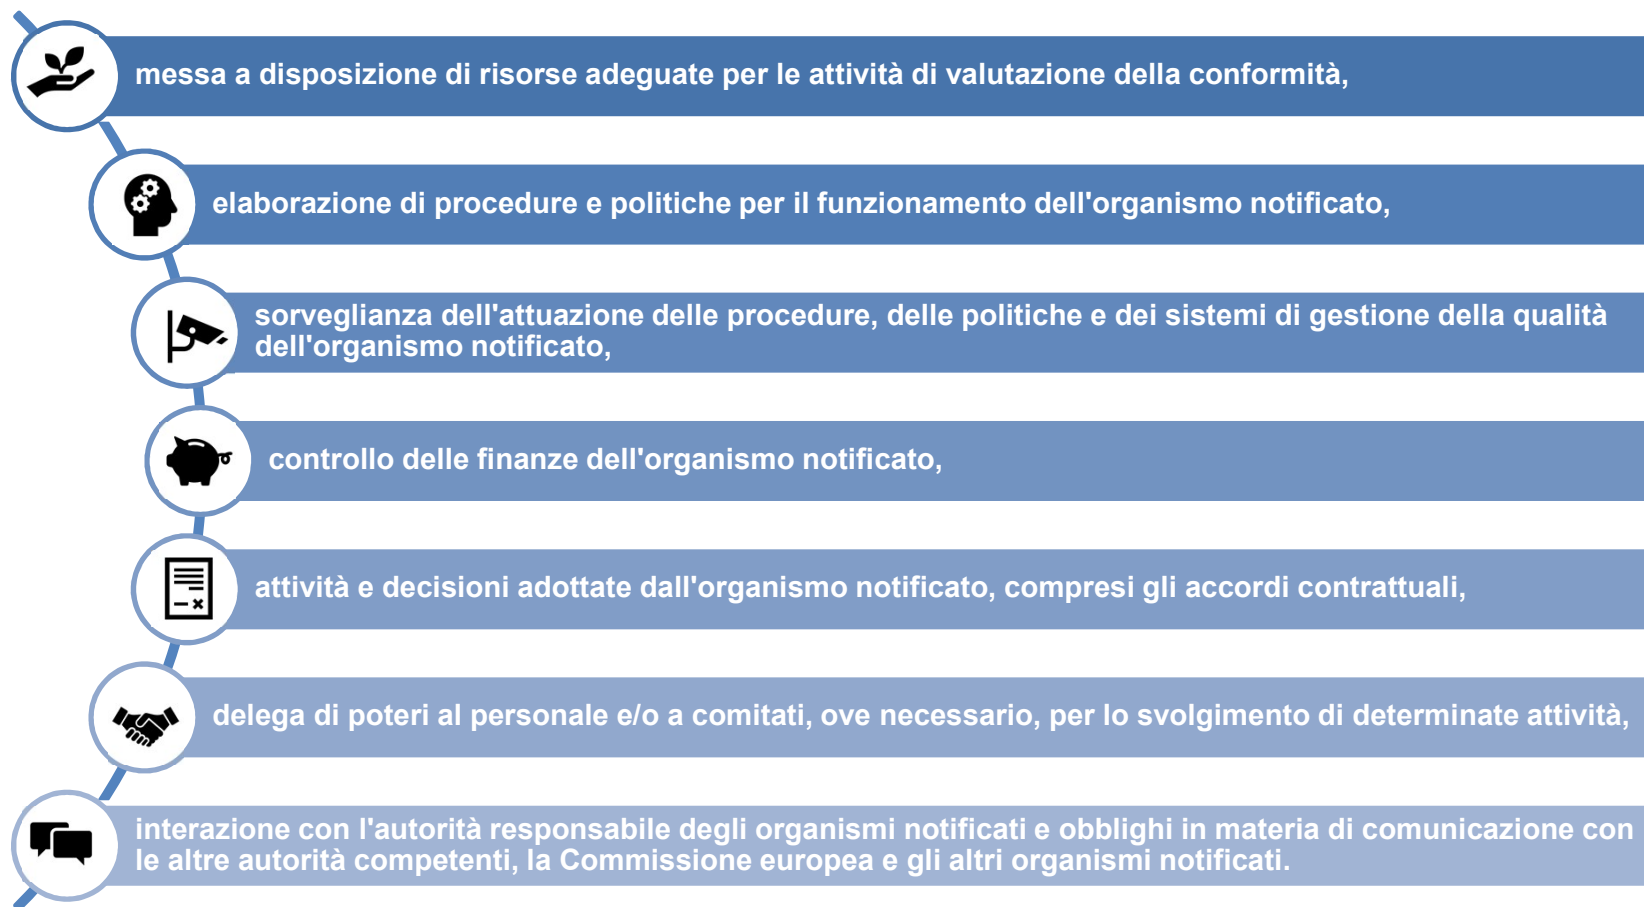 messa a disposizione di risorse adeguate per le attività di valutazione della conformità,
elaborazione di procedure e politiche per il funzionamento dell'organismo notificato,
sorveglianza dell'attuazione delle procedure, delle politiche e dei sistemi di gestione della qualità
dell'organismo notificato,
controllo delle finanze dell'organismo notificato,
attività e decisioni adottate dall'organismo notificato, compresi gli accordi contrattuali,
delega di poteri al personale e/o a comitati, ove necessario, per lo svolgimento di determinate attività,
interazione con l'autorità responsabile degli organismi notificati e obblighi in materia di comunicazione con
le altre autorità competenti, la Commissione europea e gli altri organismi notificati.